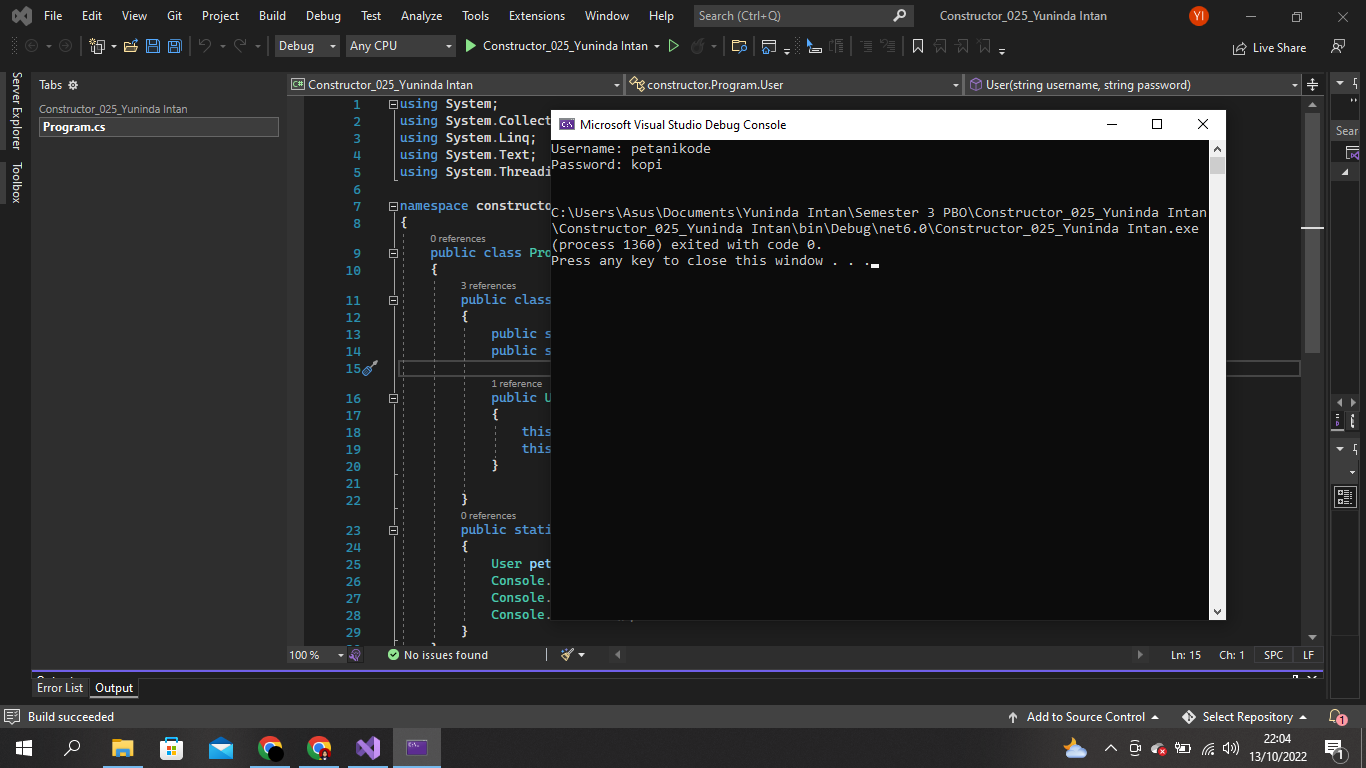 File Edit View Git Project Build Debug Test Analyze Tools Extensions Window Help Search (Ctrl+Q) Constructor_025_Yuninda Intan YI
Debug Any CPU Constructor_025_Yuninda Intan Live Share
Server Explorer
Toolbox
Tabs
Constructor_025_Yuninda Intan
Program.cs
C# Constructor_025_Yuninda Intan constructor.Program.User User(string username, string password)
1 using System;
2 using System.Collect
3 using System.Linq;
4 using System.Text;
5 using System.Threadi
6
7 namespace constructo
8 {
0 references
9 public class Pro
10 {
3 references
11 public class
12 {
13 public s
14 public s
15
1 reference
16 public U
17 {
18 this
19 this
20 }
21
22 }
0 references
23 public stati
24 {
25 User pet
26 Console.
27 Console.
28 Console.
29 }
Microsoft Visual Studio Debug Console
Username: petanikode
Password: kopi
C:\Users\Asus\Documents\Yuninda Intan\Semester 3 PBO\Constructor_025_Yuninda Intan
\Constructor_025_Yuninda Intan\bin\Debug\net6.0\Constructor_025_Yuninda Intan.exe
(process 1360) exited with code 0.
Press any key to close this window . . .
Sear
100 % No issues found Ln: 15 Ch: 1 SPC LF
Error List Output
Build succeeded Add to Source Control Select Repository 1
22:04
13/10/2022
1